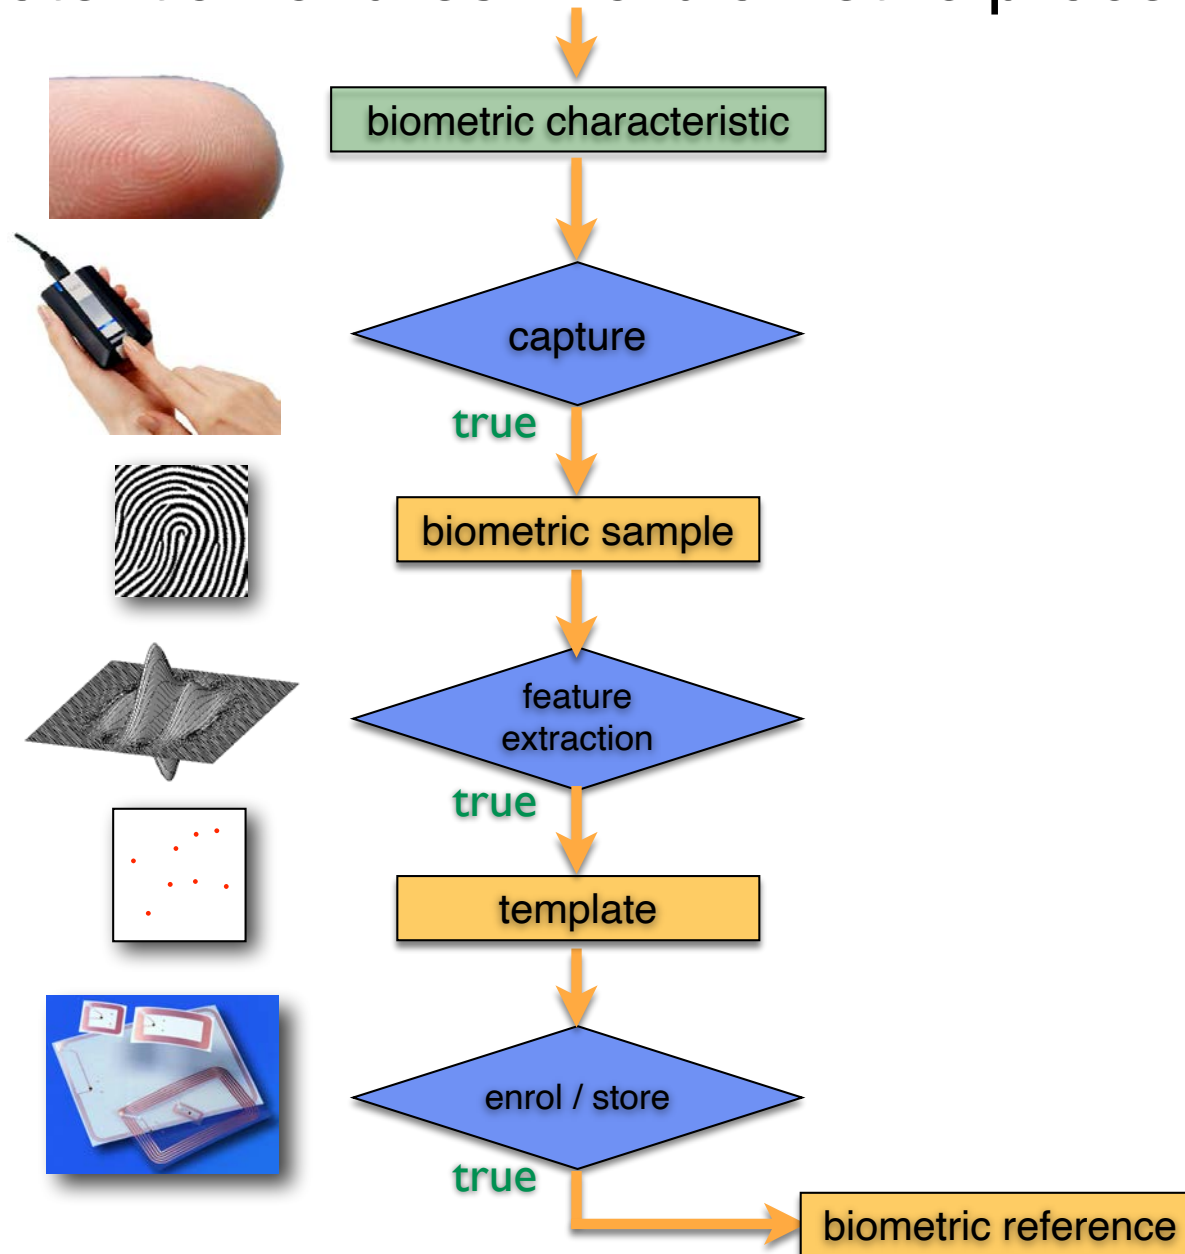 biometric characteristic
capture
true
biometric sample
feature
extraction
true
template
enrol / store
true
biometric reference